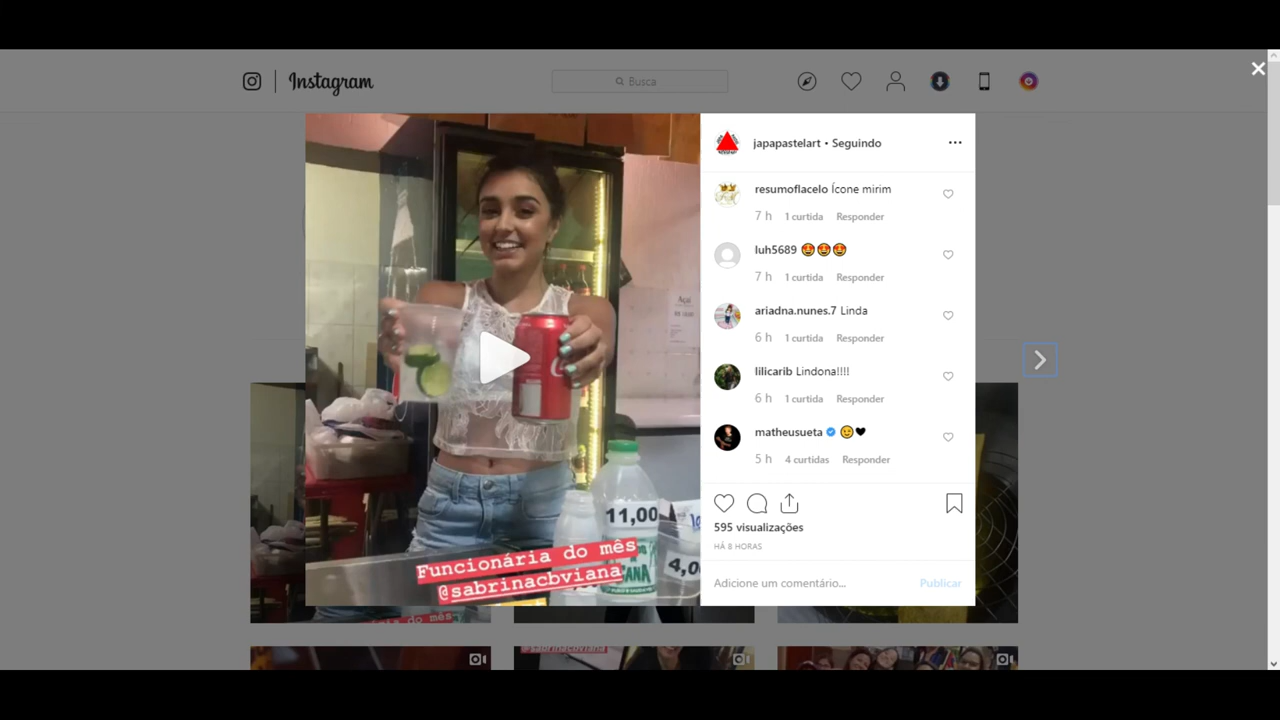 Instagram
Busca
japapastelart • Seguindo
resumoflacelo Ícone mirim
7 h 1 curtida Responder
luh5689 😍😍😍
7 h 1 curtida Responder
ariadna.nunes.7 Linda
6 h 1 curtida Responder
lilicarib Lindona!!!!
6 h 1 curtida Responder
matheusueta 😉🖤
5 h 4 curtidas Responder
595 visualizações
HÁ 8 HORAS
Adicione um comentário... Publicar
Açaí
11,00
4,0
Funcionária do mês
@sabrinacbviana